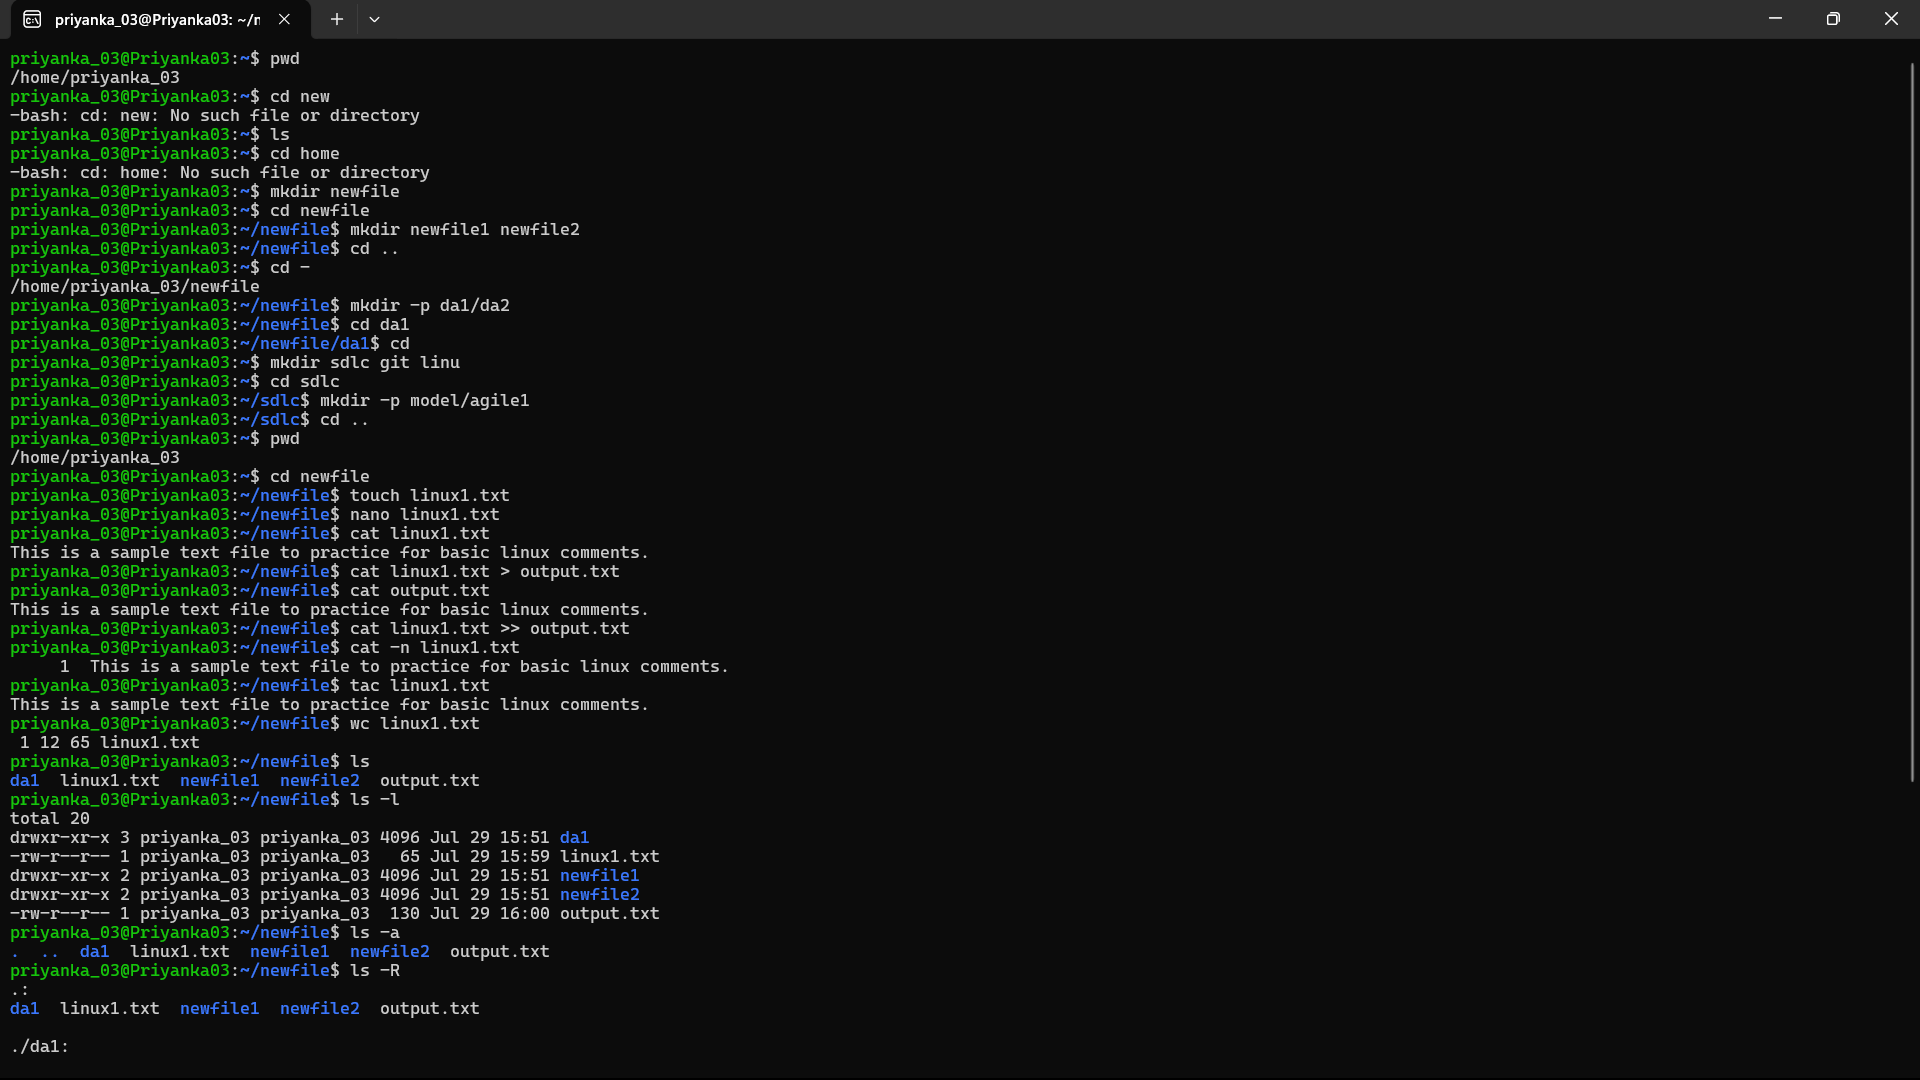 priyanka_03@Priyanka03: ~/n
priyanka_03@Priyanka03:~$ pwd
/home/priyanka_03
priyanka_03@Priyanka03:~$ cd new
-bash: cd: new: No such file or directory
priyanka_03@Priyanka03:~$ ls
priyanka_03@Priyanka03:~$ cd home
-bash: cd: home: No such file or directory
priyanka_03@Priyanka03:~$ mkdir newfile
priyanka_03@Priyanka03:~$ cd newfile
priyanka_03@Priyanka03:~/newfile$ mkdir newfile1 newfile2
priyanka_03@Priyanka03:~/newfile$ cd ..
priyanka_03@Priyanka03:~$ cd -
/home/priyanka_03/newfile
priyanka_03@Priyanka03:~/newfile$ mkdir -p da1/da2
priyanka_03@Priyanka03:~/newfile$ cd da1
priyanka_03@Priyanka03:~/newfile/da1$ cd
priyanka_03@Priyanka03:~$ mkdir sdlc git linu
priyanka_03@Priyanka03:~$ cd sdlc
priyanka_03@Priyanka03:~/sdlc$ mkdir -p model/agile1
priyanka_03@Priyanka03:~/sdlc$ cd ..
priyanka_03@Priyanka03:~$ pwd
/home/priyanka_03
priyanka_03@Priyanka03:~$ cd newfile
priyanka_03@Priyanka03:~/newfile$ touch linux1.txt
priyanka_03@Priyanka03:~/newfile$ nano linux1.txt
priyanka_03@Priyanka03:~/newfile$ cat linux1.txt
This is a sample text file to practice for basic linux comments.
priyanka_03@Priyanka03:~/newfile$ cat linux1.txt > output.txt
priyanka_03@Priyanka03:~/newfile$ cat output.txt
This is a sample text file to practice for basic linux comments.
priyanka_03@Priyanka03:~/newfile$ cat linux1.txt >> output.txt
priyanka_03@Priyanka03:~/newfile$ cat -n linux1.txt
     1  This is a sample text file to practice for basic linux comments.
priyanka_03@Priyanka03:~/newfile$ tac linux1.txt
This is a sample text file to practice for basic linux comments.
priyanka_03@Priyanka03:~/newfile$ wc linux1.txt
 1 12 65 linux1.txt
priyanka_03@Priyanka03:~/newfile$ ls
da1  linux1.txt  newfile1  newfile2  output.txt
priyanka_03@Priyanka03:~/newfile$ ls -l
total 20
drwxr-xr-x 3 priyanka_03 priyanka_03 4096 Jul 29 15:51 da1
-rw-r--r-- 1 priyanka_03 priyanka_03   65 Jul 29 15:59 linux1.txt
drwxr-xr-x 2 priyanka_03 priyanka_03 4096 Jul 29 15:51 newfile1
drwxr-xr-x 2 priyanka_03 priyanka_03 4096 Jul 29 15:51 newfile2
-rw-r--r-- 1 priyanka_03 priyanka_03  130 Jul 29 16:00 output.txt
priyanka_03@Priyanka03:~/newfile$ ls -a
.  ..  da1  linux1.txt  newfile1  newfile2  output.txt
priyanka_03@Priyanka03:~/newfile$ ls -R
.:
da1  linux1.txt  newfile1  newfile2  output.txt

./da1: